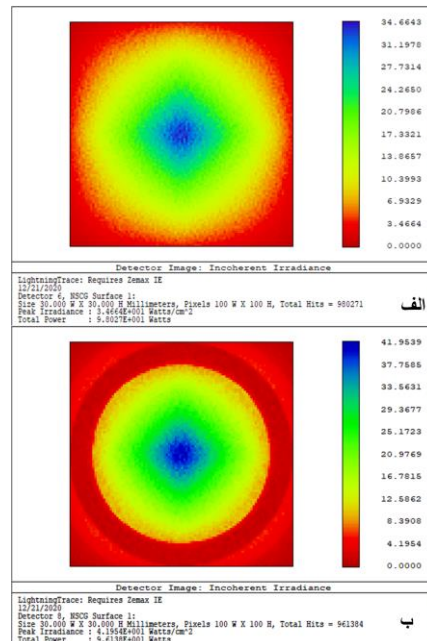 34.6643
31.1978
27.7314
24.2650
20.7986
17.3321
13.8657
10.3993
6.9329
3.4664
0.0000
Detector Image: Incoherent Irradiance
LightningTrace: Requires Zemax IE
12/21/2020
Detector 6, NSCG Surface 1:
Size 30.000 W X 30.000 H Millimeters, Pixels 100 W X 100 H, Total Hits = 980271
Peak Irradiance : 3.4664E+001 Watts/cm^2
Total Power : 9.8027E+001 Watts
الف
41.9539
37.7585
33.5631
29.3677
25.1723
20.9769
16.7815
12.5862
8.3908
4.1954
0.0000
Detector Image: Incoherent Irradiance
LightningTrace: Requires Zemax IE
12/21/2020
Detector 8, NSCG Surface 1:
Size 30.000 W X 30.000 H Millimeters, Pixels 100 W X 100 H, Total Hits = 961384
Peak Irradiance : 4.1954E+001 Watts/cm^2
Total Power : 9.6138E+001 Watts
ب